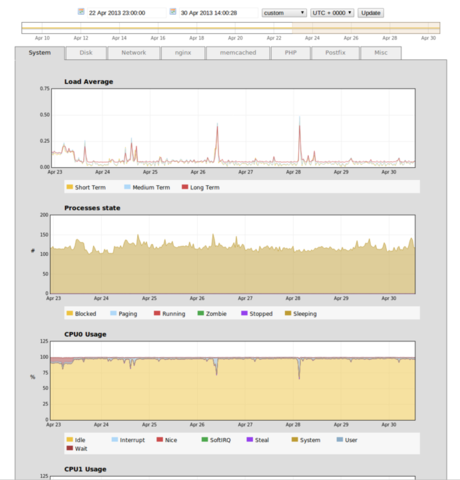 22 Apr 2013 23:00:00 30 Apr 2013 14:00:28 custom UTC + 0000 Update
Apr 10 Apr 12 Apr 14 Apr 16 Apr 18 Apr 20 Apr 22 Apr 24 Apr 26 Apr 28 Apr 30
System Disk Network nginx memcached PHP Postfix Misc
Load Average
0.75
0.50
0.25
0.00
Apr 23 Apr 24 Apr 25 Apr 26 Apr 27 Apr 28 Apr 29 Apr 30
Short Term Medium Term Long Term
Processes state
200
150
100
50
0
Apr 23 Apr 24 Apr 25 Apr 26 Apr 27 Apr 28 Apr 29 Apr 30
Blocked Paging Running Zombie Stopped Sleeping
CPU0 Usage
125
100
75
%
50
25
0
Apr 23 Apr 24 Apr 25 Apr 26 Apr 27 Apr 28 Apr 29 Apr 30
Idle Interrupt Nice SoftIRQ Steal System User
Wait
CPU1 Usage
125